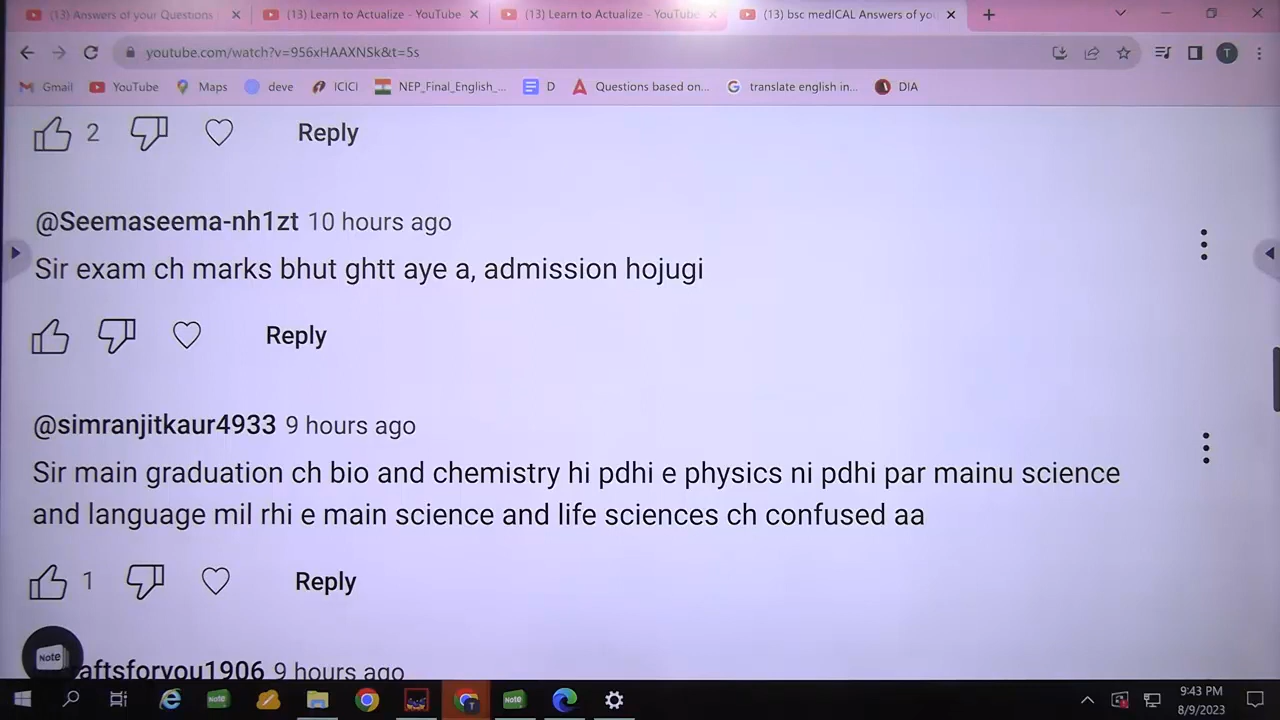 (13) Answers of your Questions
(13) Learn to Actualize - YouTube
(13) Learn to Actualize - YouTube
(13) bsc medICAL Answers of you
youtube.com/watch?v=956xHAAXNSk&t=5s
T
Gmail
YouTube
Maps
deve
ICICI
NEP_Final_English_...
D
Questions based on...
translate english in...
DIA
2
Reply
@Seemaseema-nh1zt 10 hours ago
Sir exam ch marks bhut ghtt aye a, admission hojugi
Reply
@simranjitkaur4933 9 hours ago
Sir main graduation ch bio and chemistry hi pdhi e physics ni pdhi par mainu science
and language mil rhi e main science and life sciences ch confused aa
1
Reply
Note
aftsforyou1906 9 hours ago
Note
T
Note
9:43 PM
8/9/2023